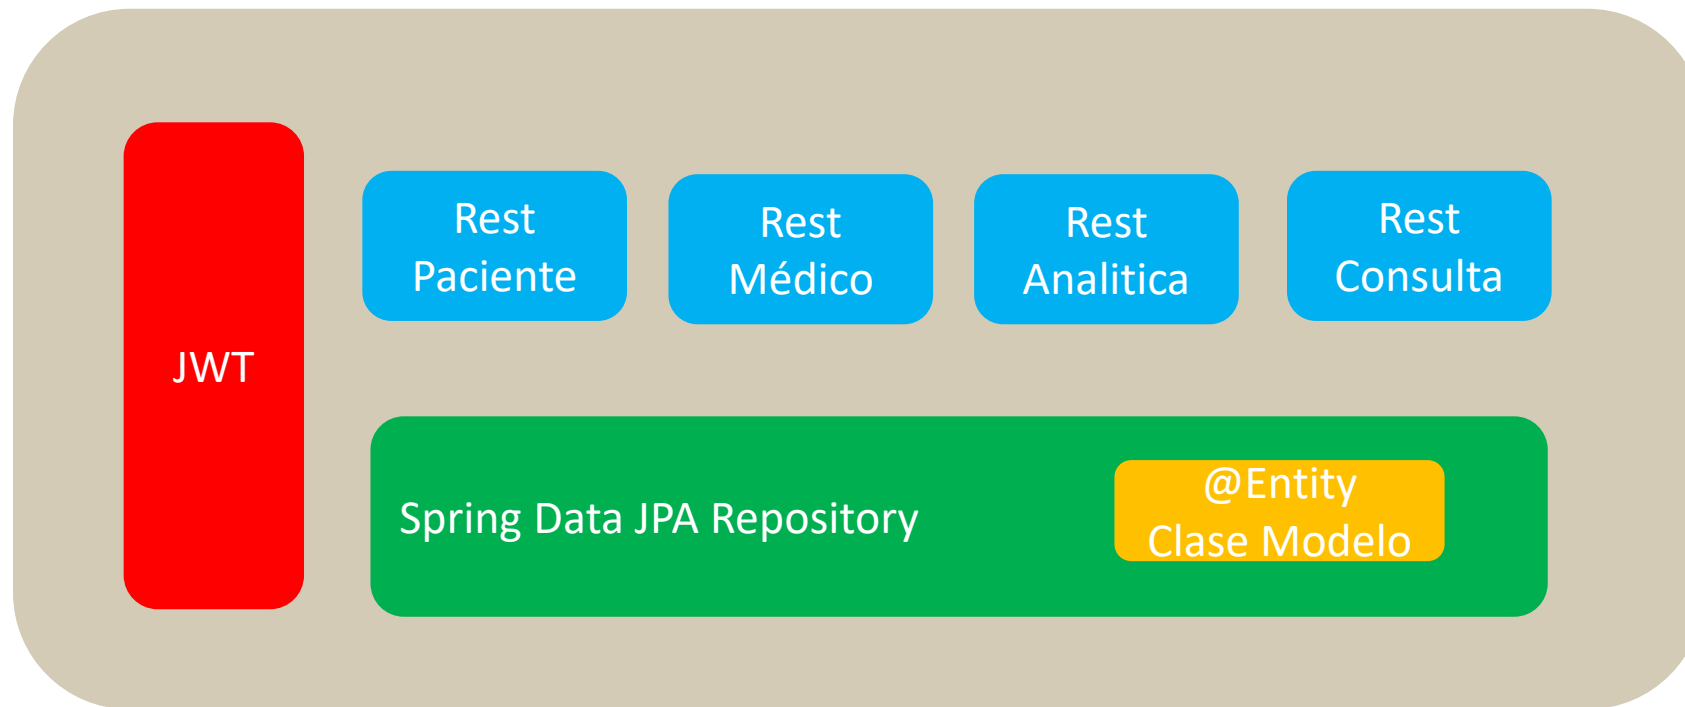 JWT
Rest
Paciente
Rest
Médico
Rest
Analitica
Rest
Consulta
Spring Data JPA Repository
@Entity
Clase Modelo